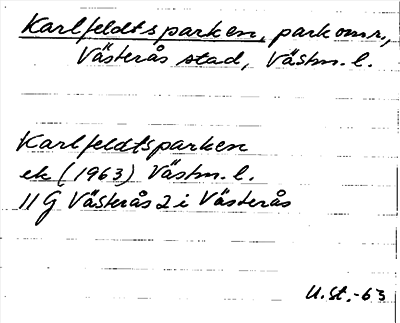 Karlfeldtsparken, parkomr.,
Västerås stad, Västm. l.
Karlfeldtsparken
ek (1963) Västm. l.
11 G Västerås 2 i Västerås
U.St.-63